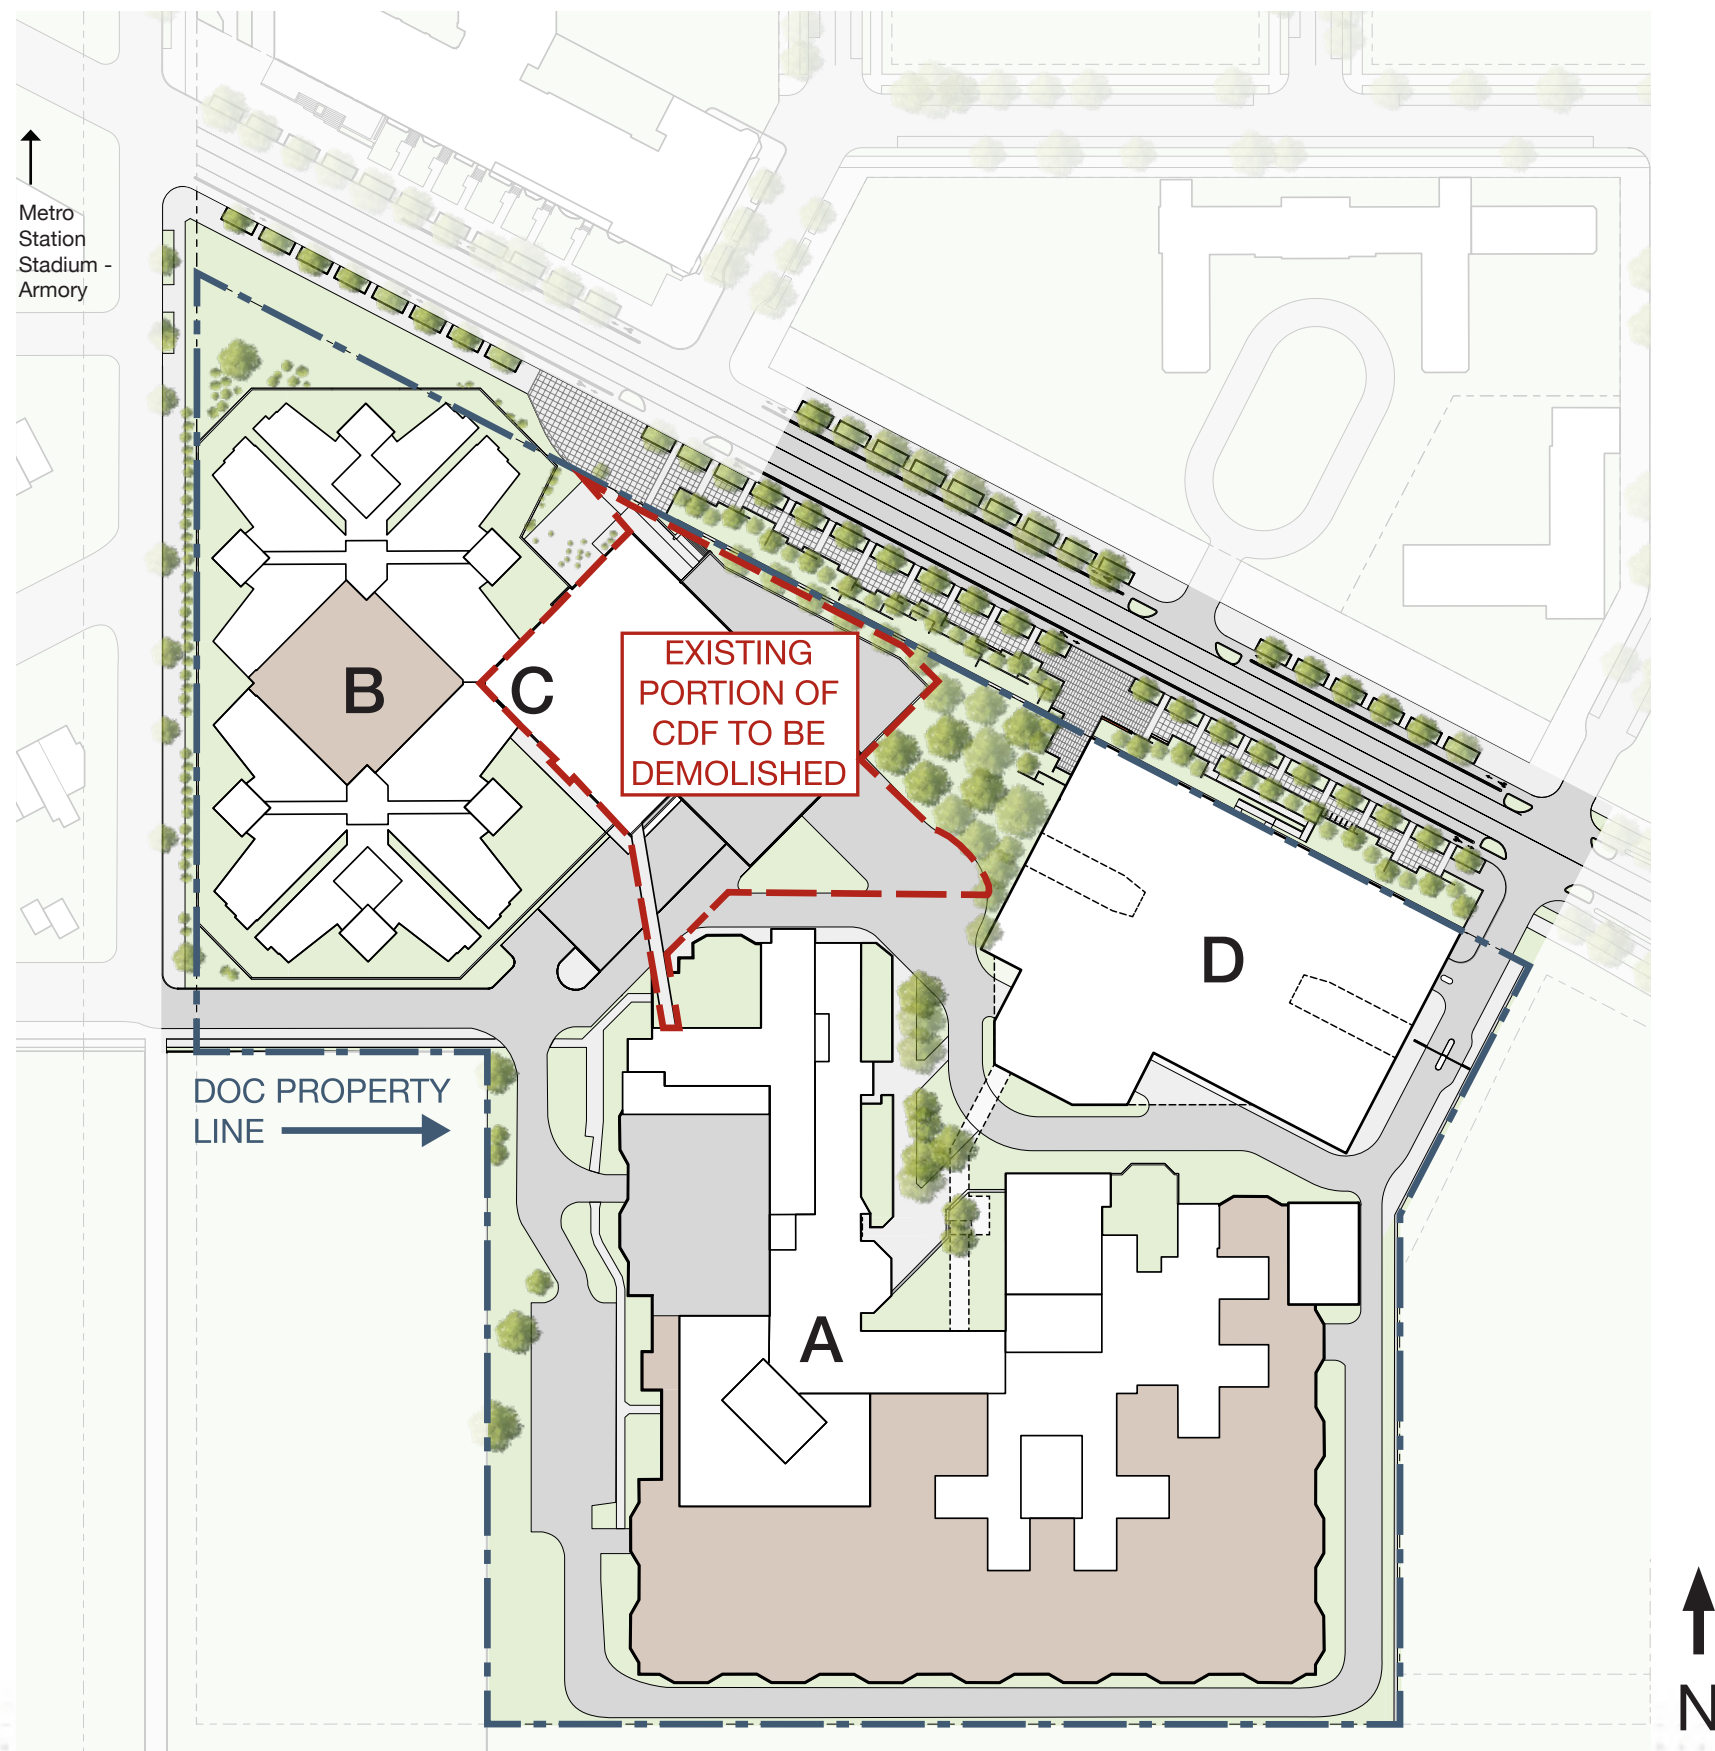 Metro
Station
Stadium -
Armory
B
C
EXISTING
PORTION OF
CDF TO BE
DEMOLISHED
D
DOC PROPERTY
LINE
A
N